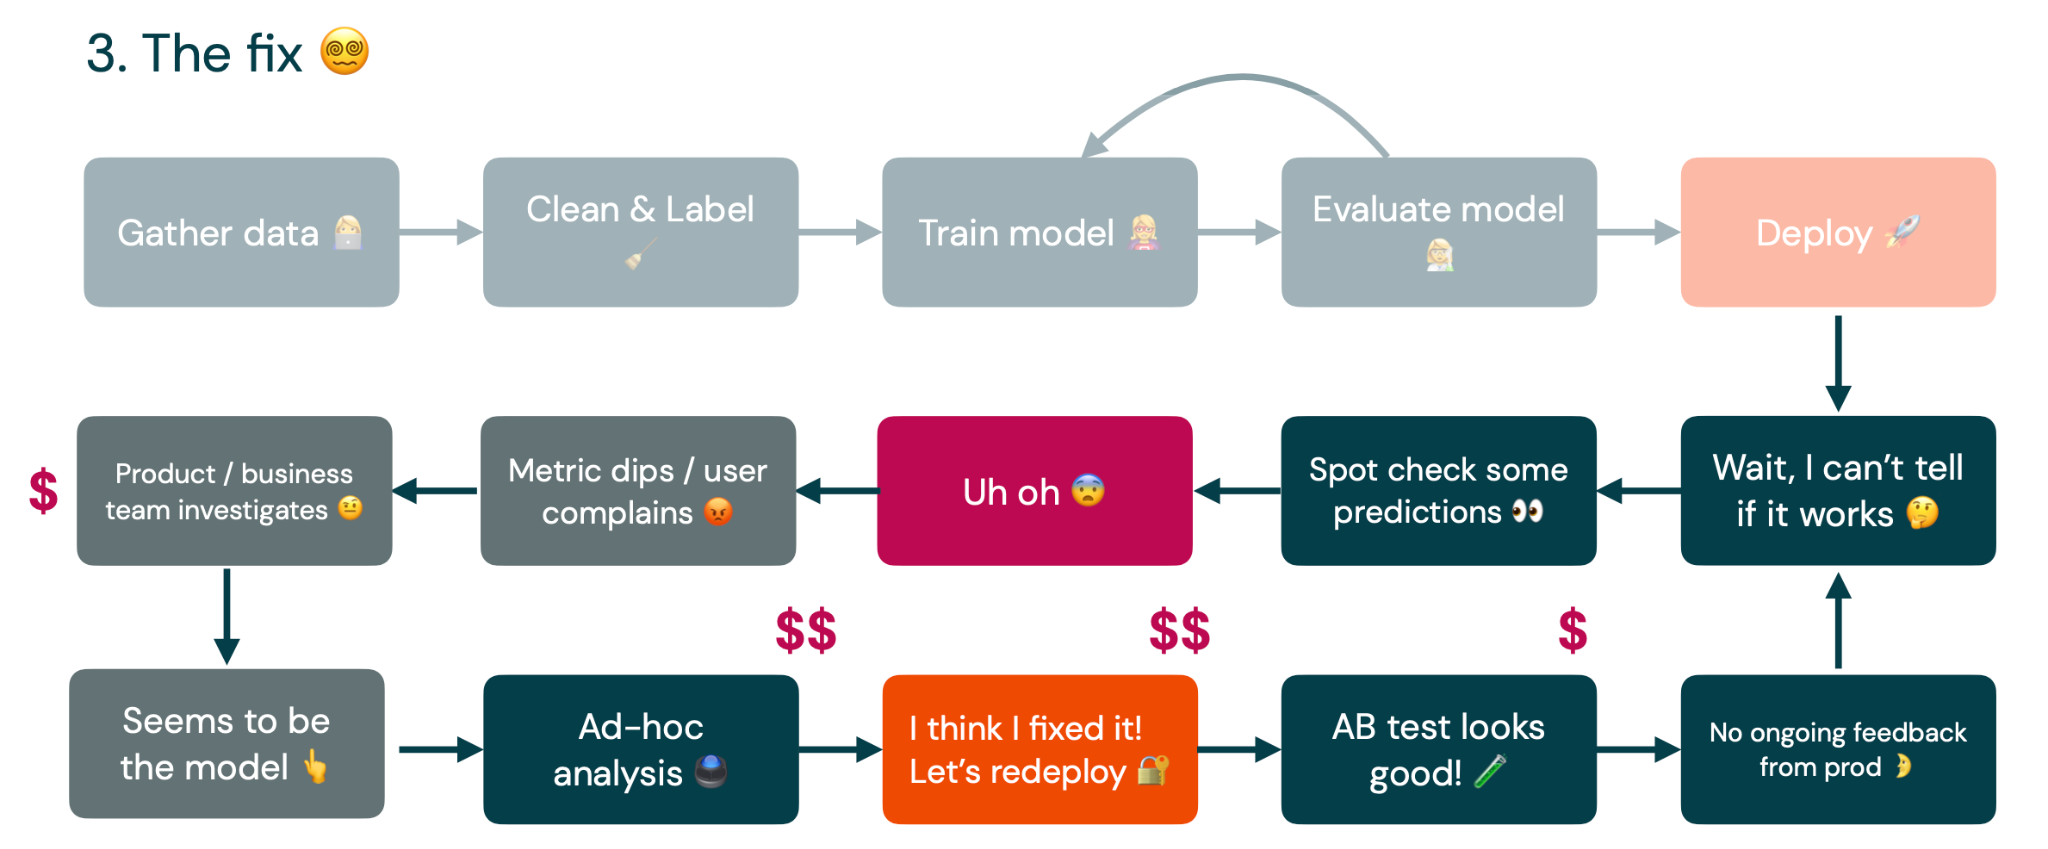 3. The fix 😵‍💫
Gather data 🧑🏻‍💻
Clean & Label
🧹
Train model 👩🏼‍🏫
Evaluate model
👩🏼‍🔬
Deploy 🚀
$
Product / business
team investigates 🤨
Metric dips / user
complains 😡
Uh oh 😨
Spot check some
predictions 👀
Wait, I can’t tell
if it works 🤔
$$
$$
$
Seems to be
the model 👆
Ad-hoc
analysis 🖲️
I think I fixed it!
Let’s redeploy 🔐
AB test looks
good! 🧪
No ongoing feedback
from prod 🌛